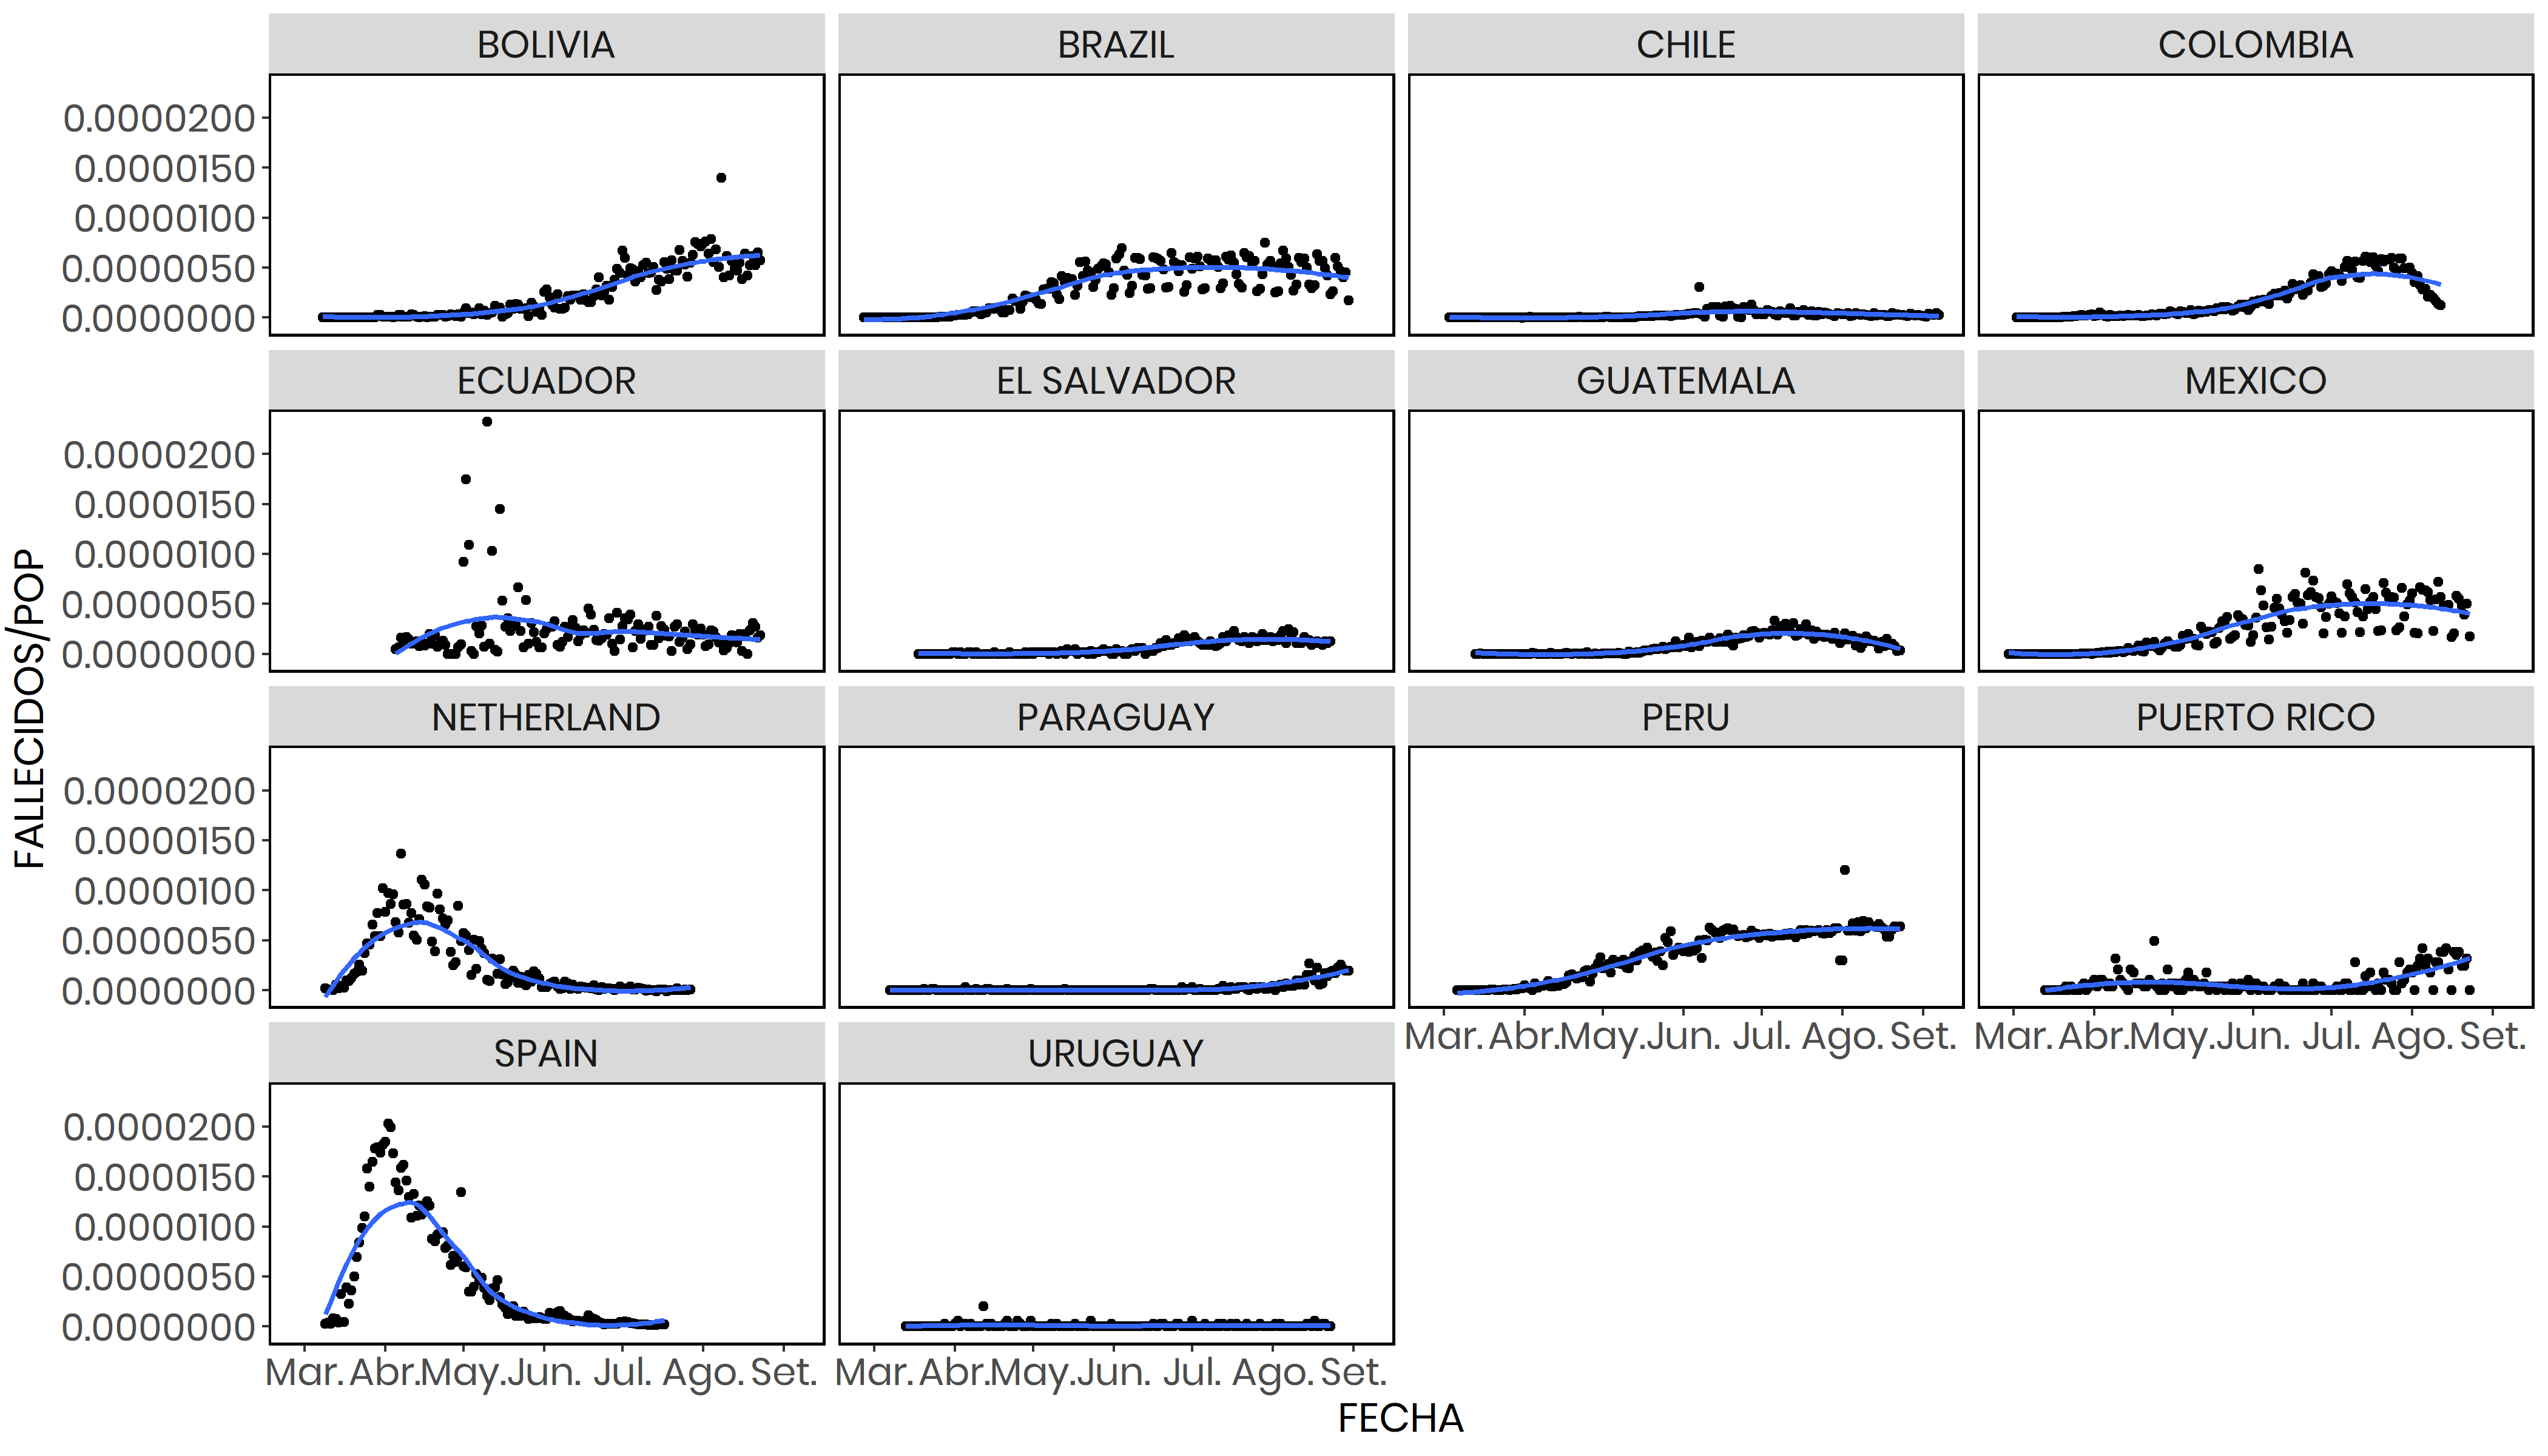 BOLIVIA BRAZIL CHILE COLOMBIA
0.0000200
0.0000150
0.0000100
0.0000050
0.0000000
ECUADOR EL SALVADOR GUATEMALA MEXICO
0.0000200
0.0000150
0.0000100
0.0000050
0.0000000
FALLECIDOS/POP
NETHERLAND PARAGUAY PERU PUERTO RICO
0.0000200
0.0000150
0.0000100
0.0000050
0.0000000
Mar. Abr. May. Jun. Jul. Ago. Set. Mar. Abr. May. Jun. Jul. Ago. Set.
SPAIN URUGUAY
0.0000200
0.0000150
0.0000100
0.0000050
0.0000000
Mar. Abr. May. Jun. Jul. Ago. Set. Mar. Abr. May. Jun. Jul. Ago. Set.
FECHA